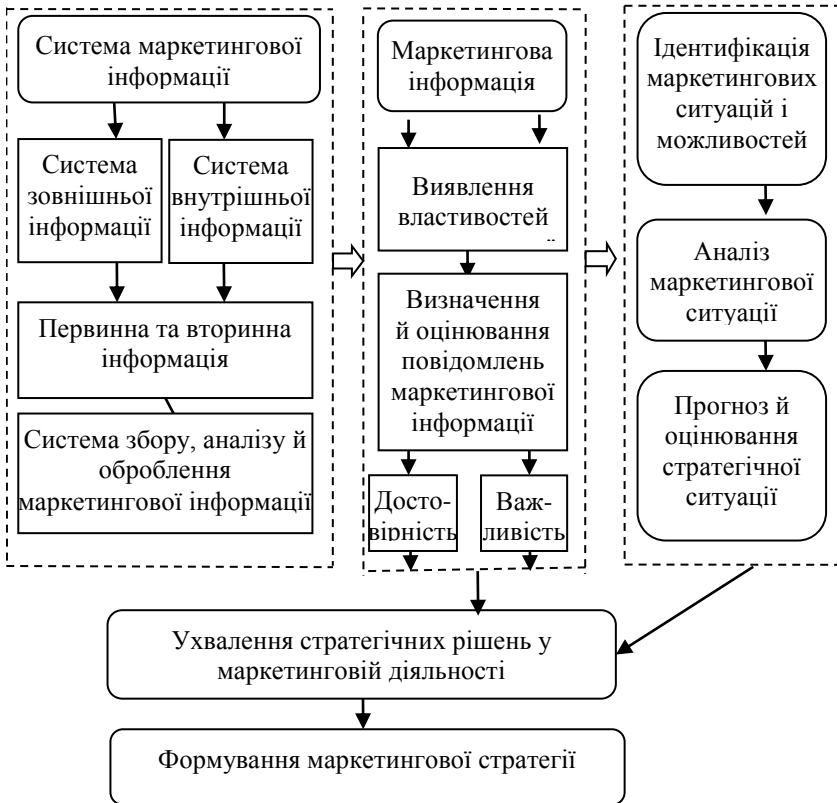 Система маркетингової
інформації
Система
зовнішньої
інформації
Система
внутрішньої
інформації
Первинна та вторинна
інформація
Система збору, аналізу й
оброблення
маркетингової інформації
Маркетингова
інформація
Виявлення
властивостей
Визначення
й оцінювання
повідомлень
маркетингової
інформації
Досто-
вірність
Важ-
ливість
Ідентифікація
маркетингових
ситуацій і
можливостей
Аналіз
маркетингової
ситуації
Прогноз й
оцінювання
стратегічної
ситуації
Ухвалення стратегічних рішень у
маркетинговій діяльності
Формування маркетингової стратегії